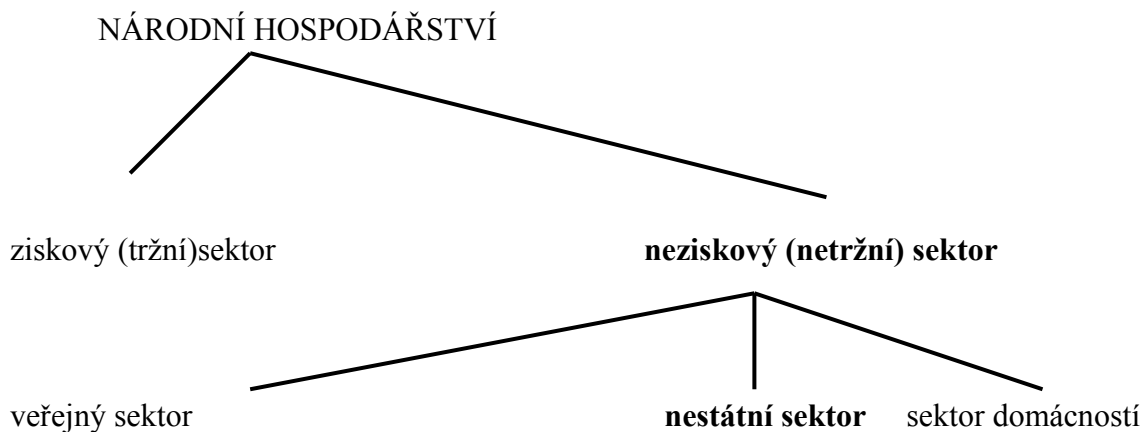 NÁRODNÍ HOSPODÁŘSTVÍ
ziskový (tržní)sektor neziskový (netržní) sektor
veřejný sektor nestátní sektor sektor domácností